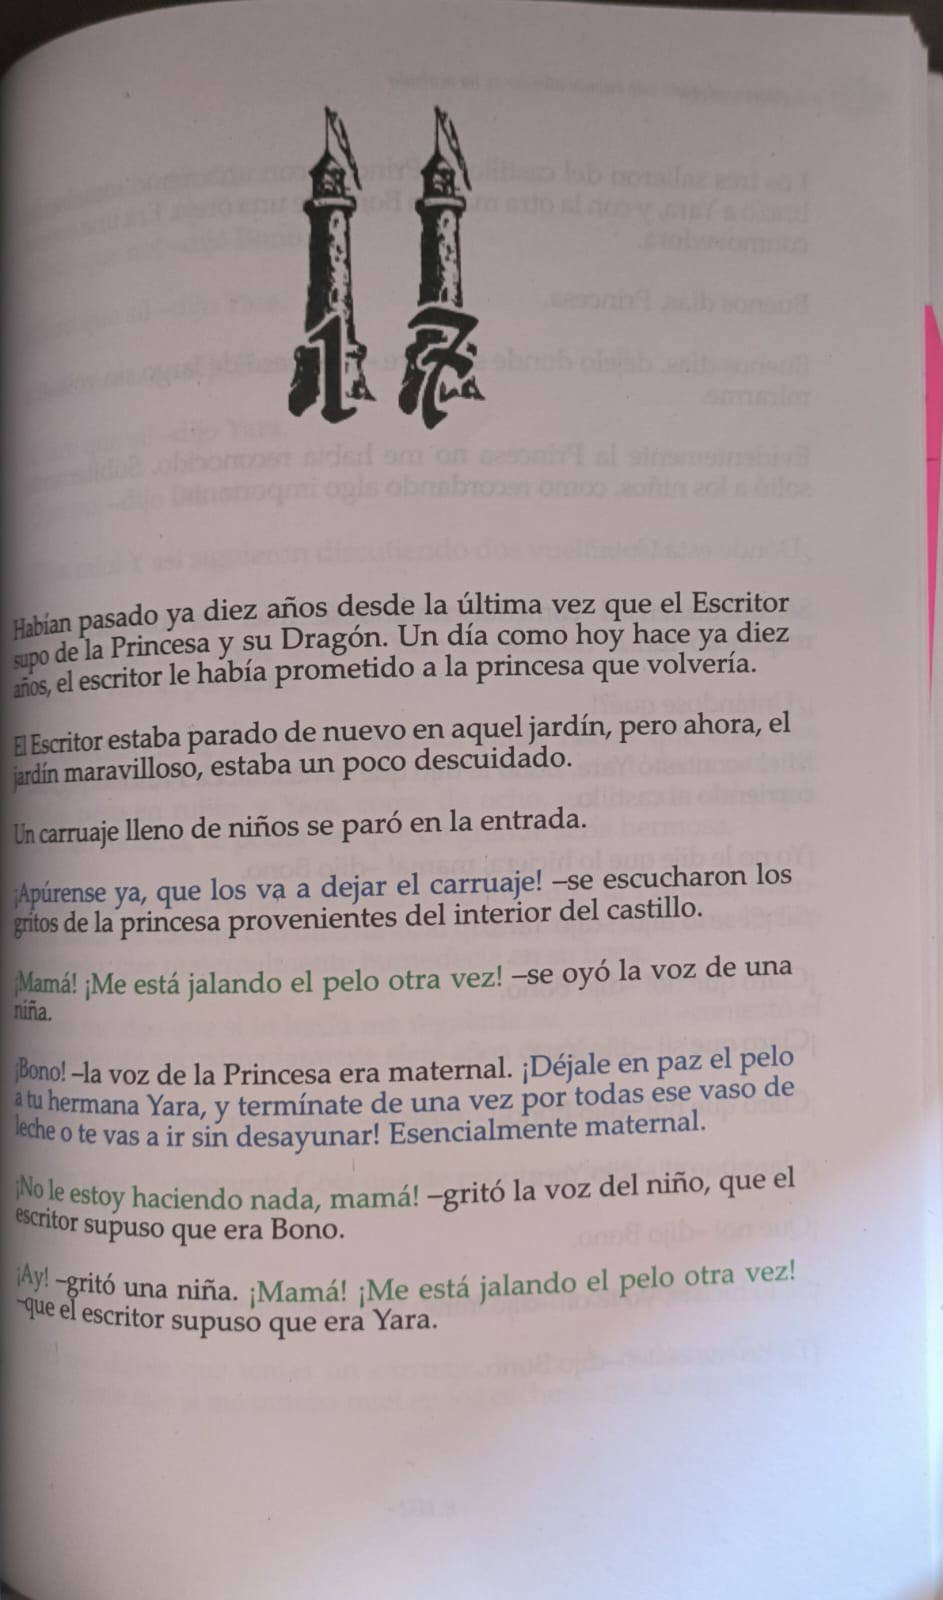 17
Habían pasado ya diez años desde la última vez que el Escritor
supo de la Princesa y su Dragón. Un día como hoy hace ya diez
años, el escritor le había prometido a la princesa que volvería.
El Escritor estaba parado de nuevo en aquel jardín, pero ahora, el
jardín maravilloso, estaba un poco descuidado.
Un carruaje lleno de niños se paró en la entrada.
¡Apúrense ya, que los va a dejar el carruaje! –se escucharon los
gritos de la princesa provenientes del interior del castillo.
¡Mamá! ¡Me está jalando el pelo otra vez! –se oyó la voz de una
niña.
¡Bono! –la voz de la Princesa era maternal. ¡Déjale en paz el pelo
a tu hermana Yara, y termínate de una vez por todas ese vaso de
leche o te vas a ir sin desayunar! Esencialmente maternal.
¡No le estoy haciendo nada, mamá! –gritó la voz del niño, que el
escritor supuso que era Bono.
¡Ay! –gritó una niña. ¡Mamá! ¡Me está jalando el pelo otra vez!
–que el escritor supuso que era Yara.